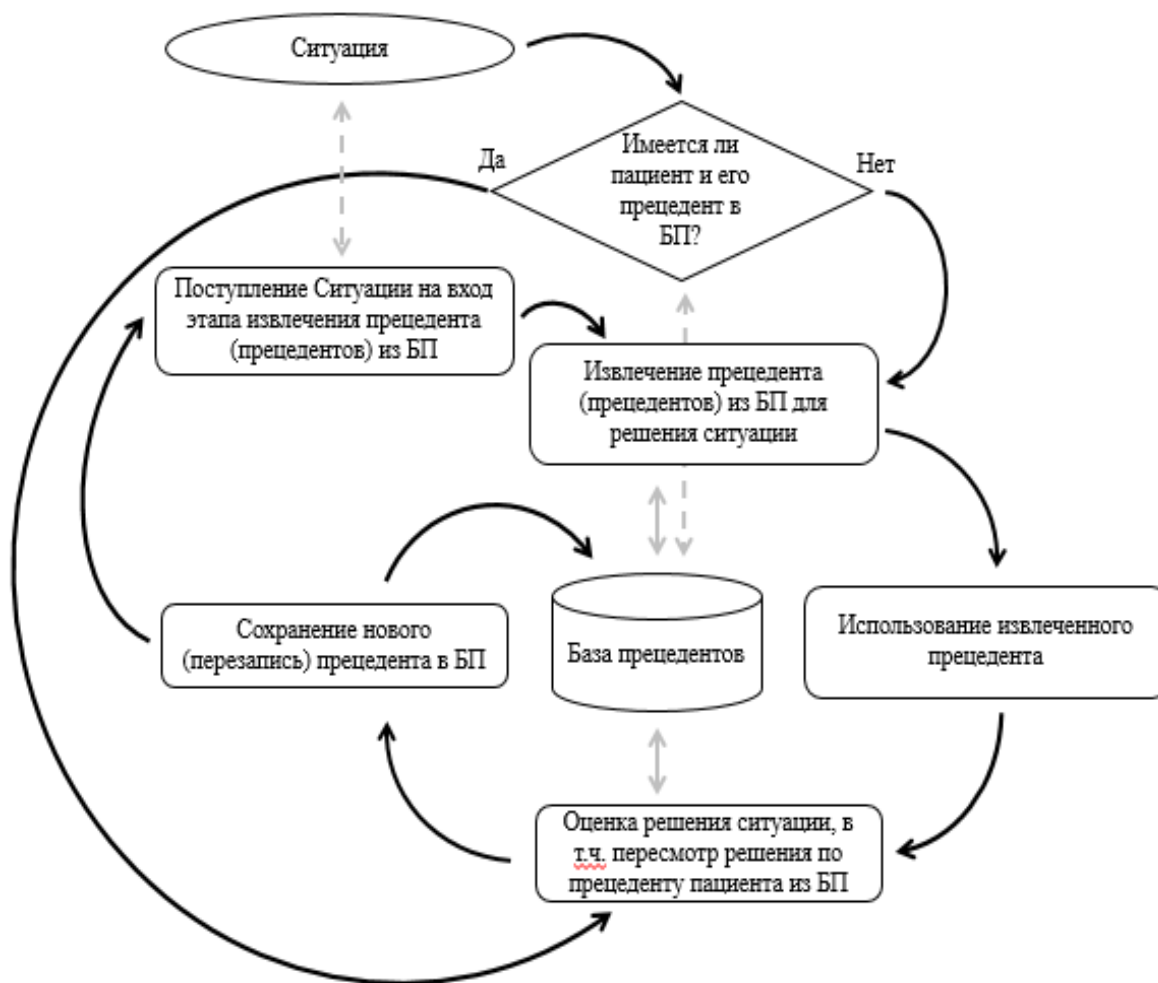 Ситуация
Да
Имеется ли
пациент и его
прецедент в
БП?
Нет
Поступление Ситуации на вход
этапа извлечения прецедента
(прецедентов) из БП
Извлечение прецедента
(прецедентов) из БП для
решения ситуации
Сохранение нового
(перезапись) прецедента в БП
База прецедентов
Использование извлеченного
прецедента
Оценка решения ситуации, в
т.ч. пересмотр решения по
прецеденту пациента из БП